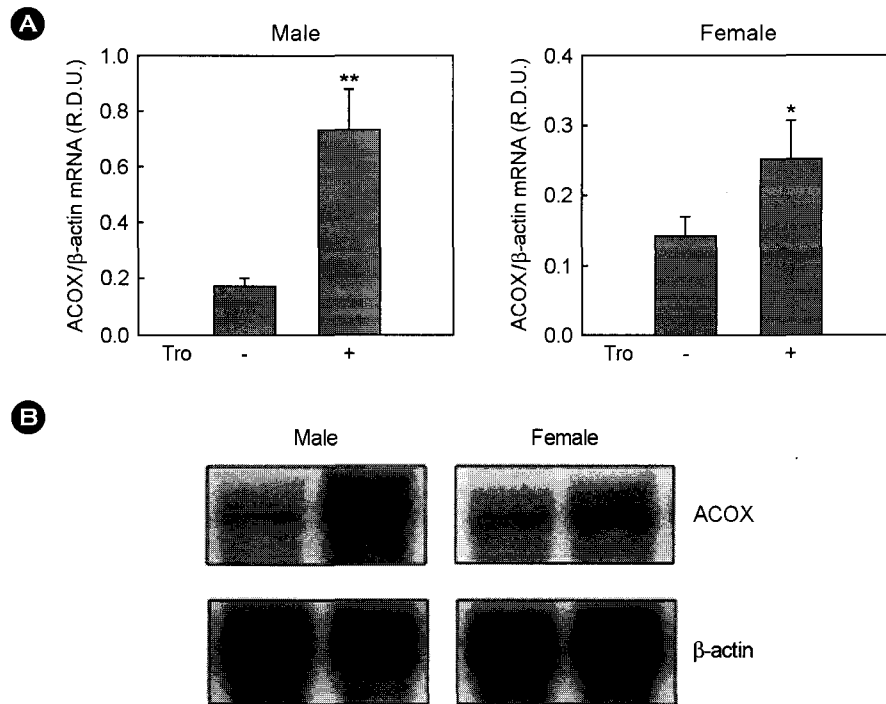 A
Male
ACOX/β-actin mRNA (R.D.U.)
1.0
0.8
0.6
0.4
0.2
0.0
**
Tro - +
Female
ACOX/β-actin mRNA (R.D.U.)
0.4
0.3
0.2
0.1
0.0
*
Tro - +
B
Male Female
ACOX
β-actin